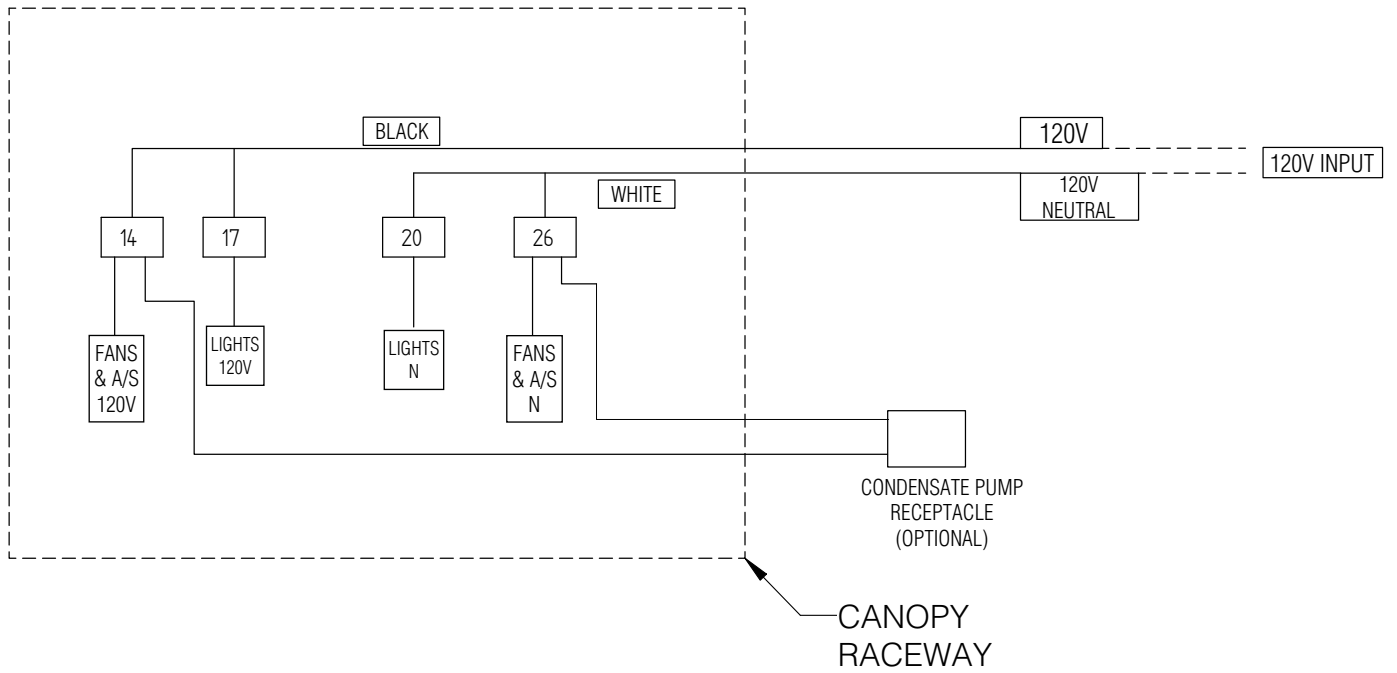 BLACK
120V
120V INPUT
WHITE
120V
NEUTRAL
14
17
20
26
FANS
& A/S
120V
LIGHTS
120V
LIGHTS
N
FANS
& A/S
N
CONDENSATE PUMP
RECEPTACLE
(OPTIONAL)
CANOPY
RACEWAY